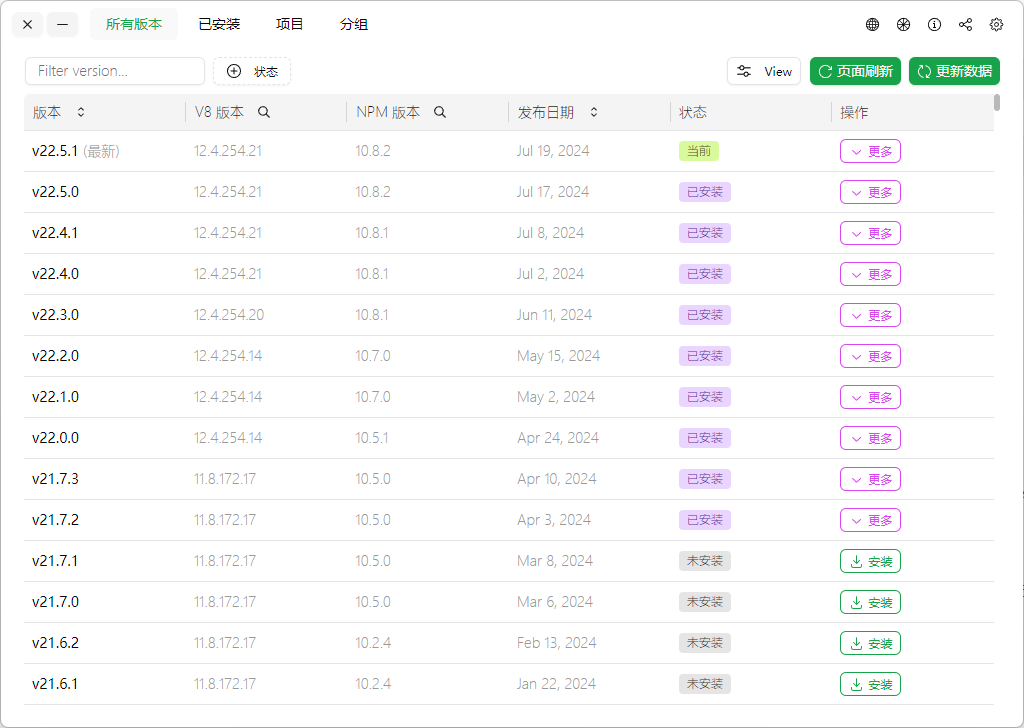 所有版本 已安装 项目 分组
Filter version... 状态 View 页面刷新 更新数据
版本 V8 版本 NPM 版本 发布日期 状态 操作
v22.5.1 (最新) 12.4.254.21 10.8.2 Jul 19, 2024 当前 更多
v22.5.0 12.4.254.21 10.8.2 Jul 17, 2024 已安装 更多
v22.4.1 12.4.254.21 10.8.1 Jul 8, 2024 已安装 更多
v22.4.0 12.4.254.21 10.8.1 Jul 2, 2024 已安装 更多
v22.3.0 12.4.254.20 10.8.1 Jun 11, 2024 已安装 更多
v22.2.0 12.4.254.14 10.7.0 May 15, 2024 已安装 更多
v22.1.0 12.4.254.14 10.7.0 May 2, 2024 已安装 更多
v22.0.0 12.4.254.14 10.5.1 Apr 24, 2024 已安装 更多
v21.7.3 11.8.172.17 10.5.0 Apr 10, 2024 已安装 更多
v21.7.2 11.8.172.17 10.5.0 Apr 3, 2024 已安装 更多
v21.7.1 11.8.172.17 10.5.0 Mar 8, 2024 未安装 安装
v21.7.0 11.8.172.17 10.5.0 Mar 6, 2024 未安装 安装
v21.6.2 11.8.172.17 10.2.4 Feb 13, 2024 未安装 安装
v21.6.1 11.8.172.17 10.2.4 Jan 22, 2024 未安装 安装